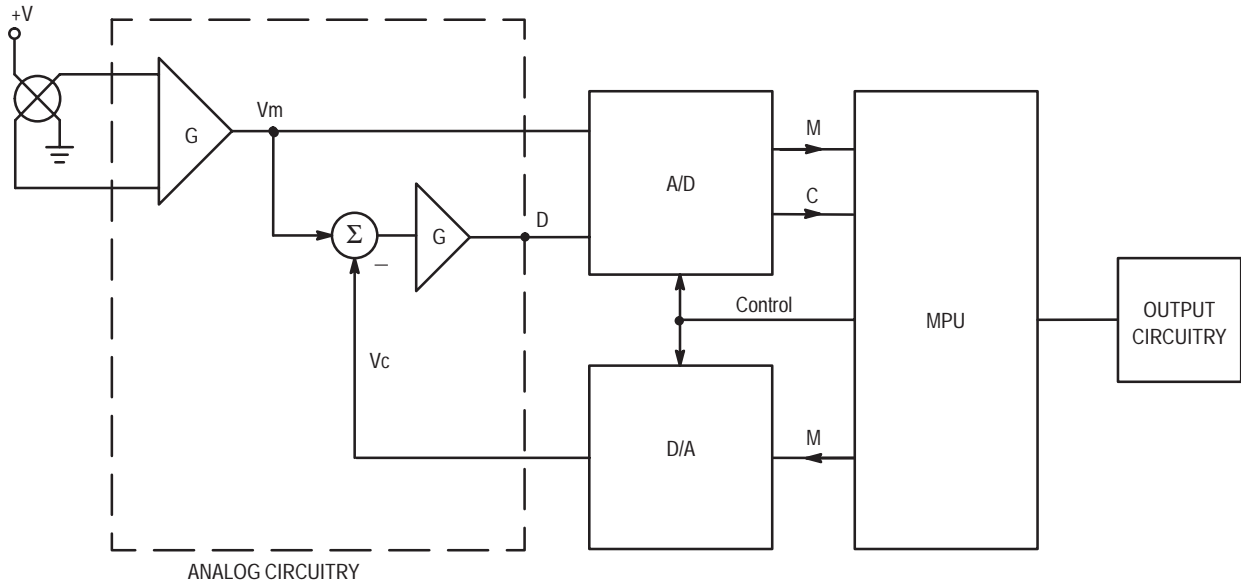 +V
G
Vm
Σ
−
G
D
Vc
ANALOG CIRCUITRY
A/D
M
C
Control
D/A
M
MPU
OUTPUT
CIRCUITRY